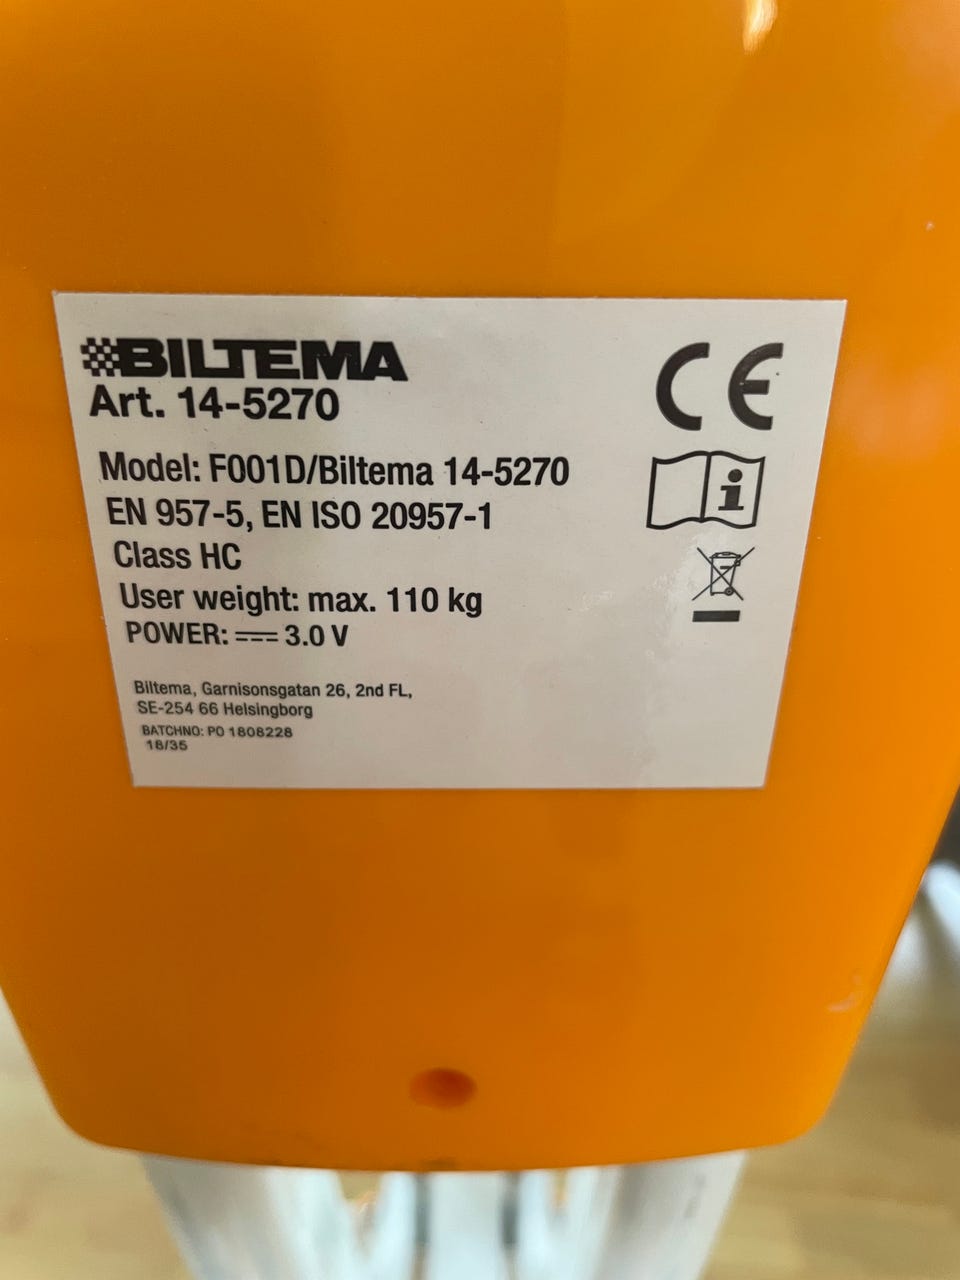 BILTEMA
Art. 14-5270
Model: F001D/Biltema 14-5270
EN 957-5, EN ISO 20957-1
Class HC
User weight: max. 110 kg
POWER: ⎓ 3.0 V
Biltema, Garnisonsgatan 26, 2nd FL,
SE-254 66 Helsingborg
BATCHNO: PO 1808228
18/35
CE
i